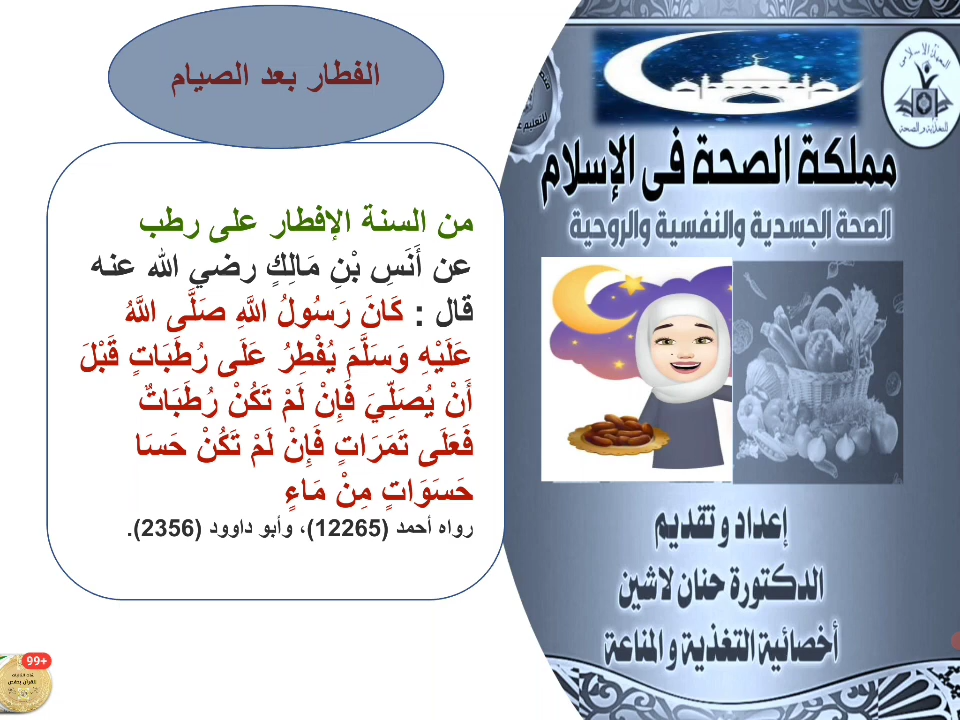 الفطار بعد الصيام
من السنة الإفطار على رطب
عن أَنَسِ بْنِ مَالِكٍ رضي الله عنه
قال : كَانَ رَسُولُ اللَّهِ صَلَّى اللَّهُ
عَلَيْهِ وَسَلَّمَ يُفْطِرُ عَلَى رُطَبَاتٍ قَبْلَ
أَنْ يُصَلِّيَ فَإِنْ لَمْ تَكُنْ رُطَبَاتٌ
فَعَلَى تَمَرَاتٍ فَإِنْ لَمْ تَكُنْ حَسَا
حَسَوَاتٍ مِنْ مَاءٍ
رواه أحمد (12265)، وأبو داوود (2356).
مملكة الصحة فى الإسلام
الصحة الجسدية والنفسية والروحية
إعداد و تقديم
الدكتورة حنان لاشين
أخصائية التغذية و المناعة
99+